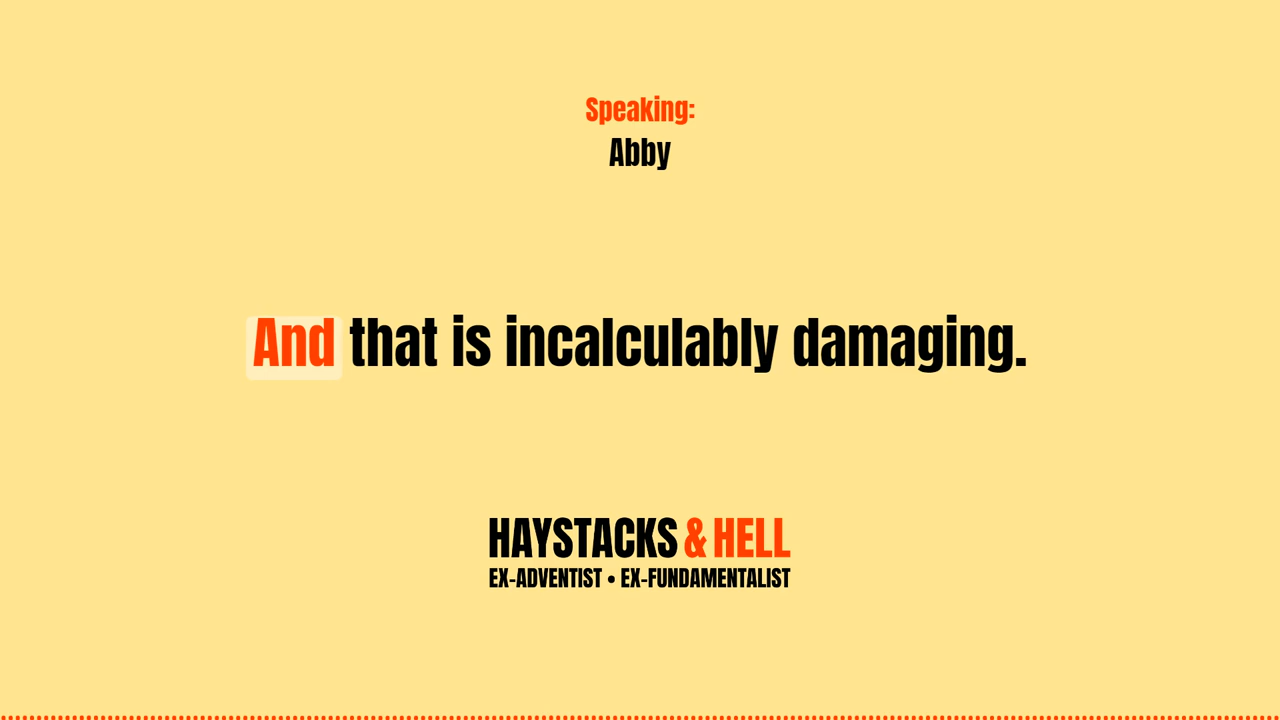 Speaking:
Abby
And that is incalculably damaging.
HAYSTACKS & HELL
EX-ADVENTIST • EX-FUNDAMENTALIST